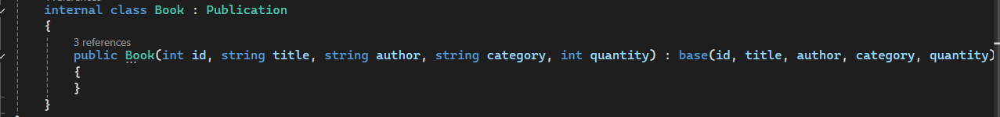 internal class Book : Publication
{
3 references
public Book(int id, string title, string author, string category, int quantity) : base(id, title, author, category, quantity)
{
}
}